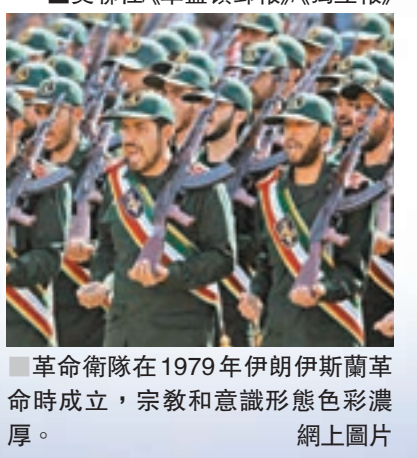 ■革命衛隊在1979年伊朗伊斯蘭革
命時成立，宗教和意識形態色彩濃
厚。 網上圖片